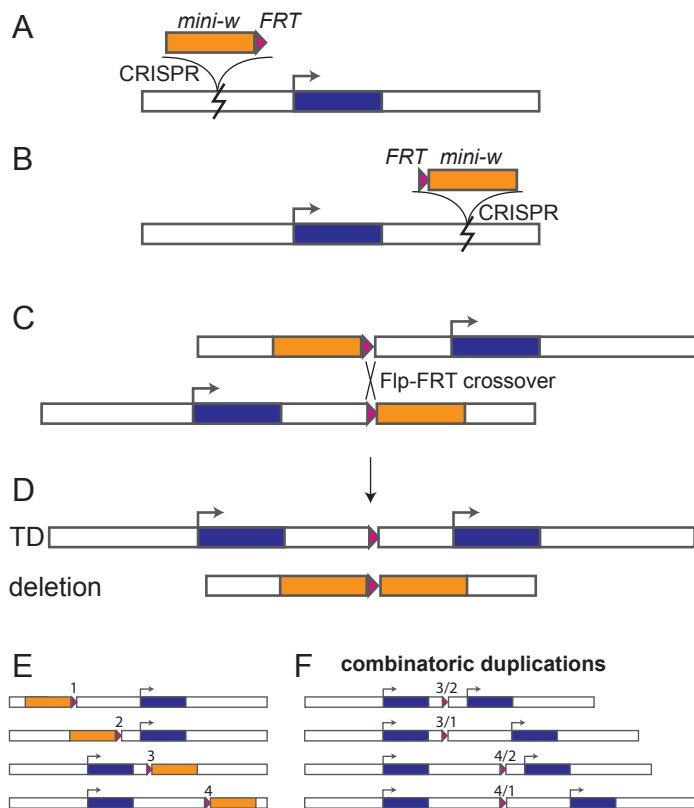 A
mini-w FRT
CRISPR
B
FRT mini-w
CRISPR
C
Flp-FRT crossover
D
TD
deletion
E
1
2
3
4
F combinatoric duplications
3/2
3/1
4/2
4/1